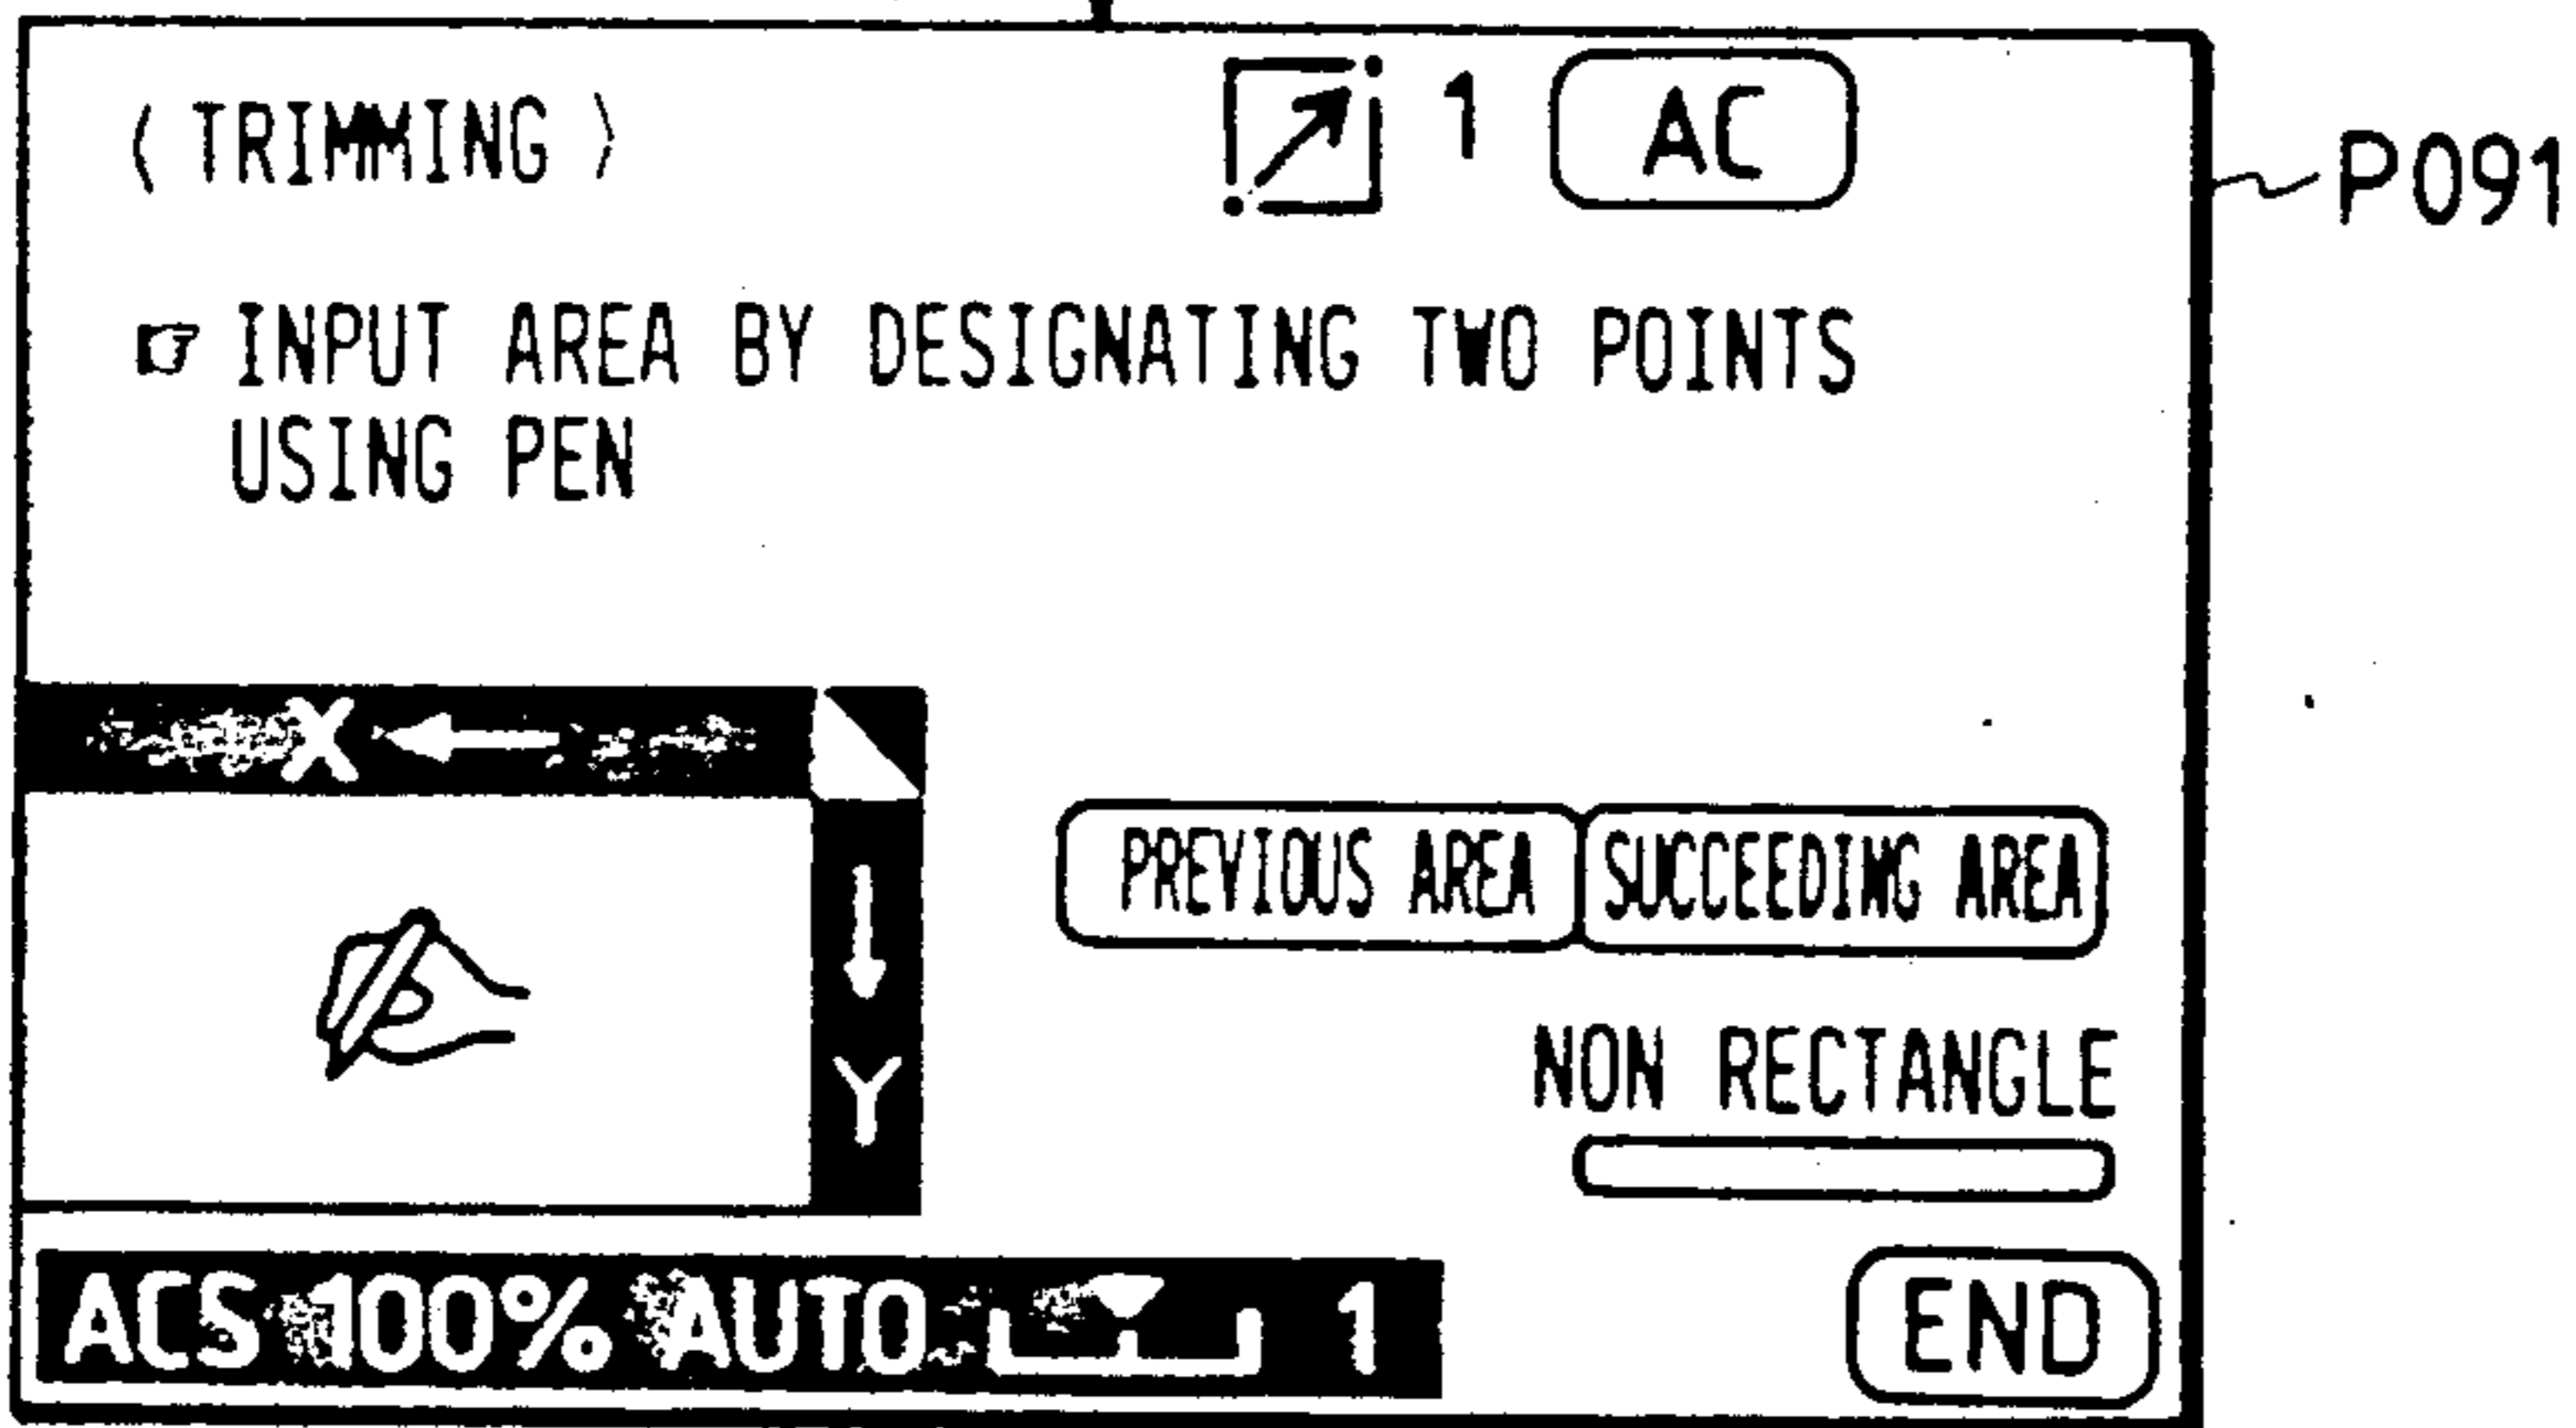 〈 TRIMMING 〉 1 AC
P091
☞ INPUT AREA BY DESIGNATING TWO POINTS
USING PEN
X ←
↓
Y
PREVIOUS AREA SUCCEEDING AREA
NON RECTANGLE
ACS 100% AUTO 1
END